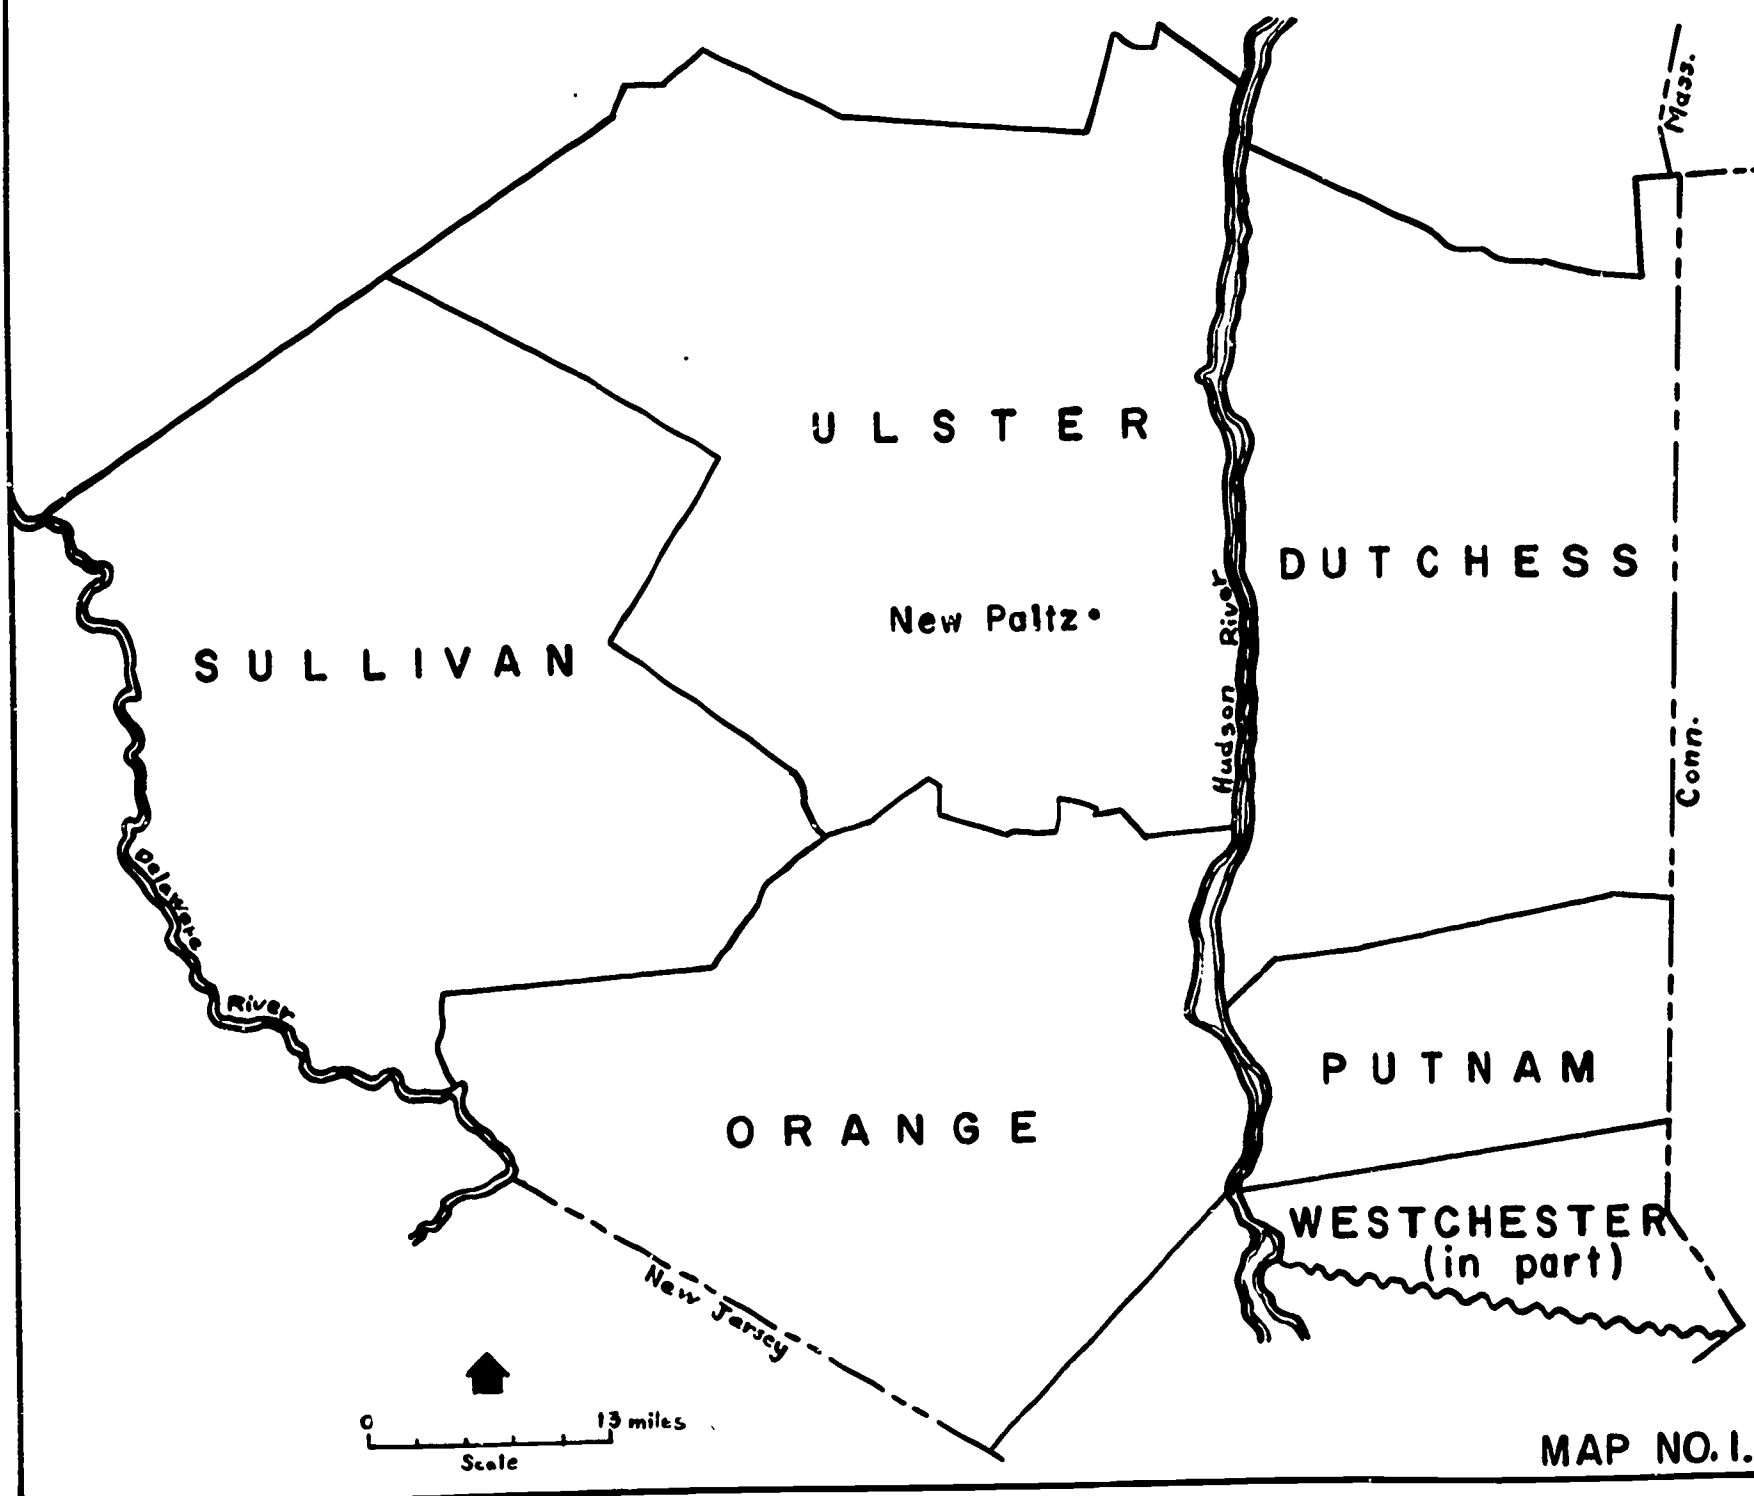 Mass.
ULSTER
DUTCHESS
New Paltz
SULLIVAN
Hudson River
Conn.
Delaware
River
PUTNAM
ORANGE
WESTCHESTER
(in part)
New Jersey
0 13 miles
Scale
MAP NO. 1.